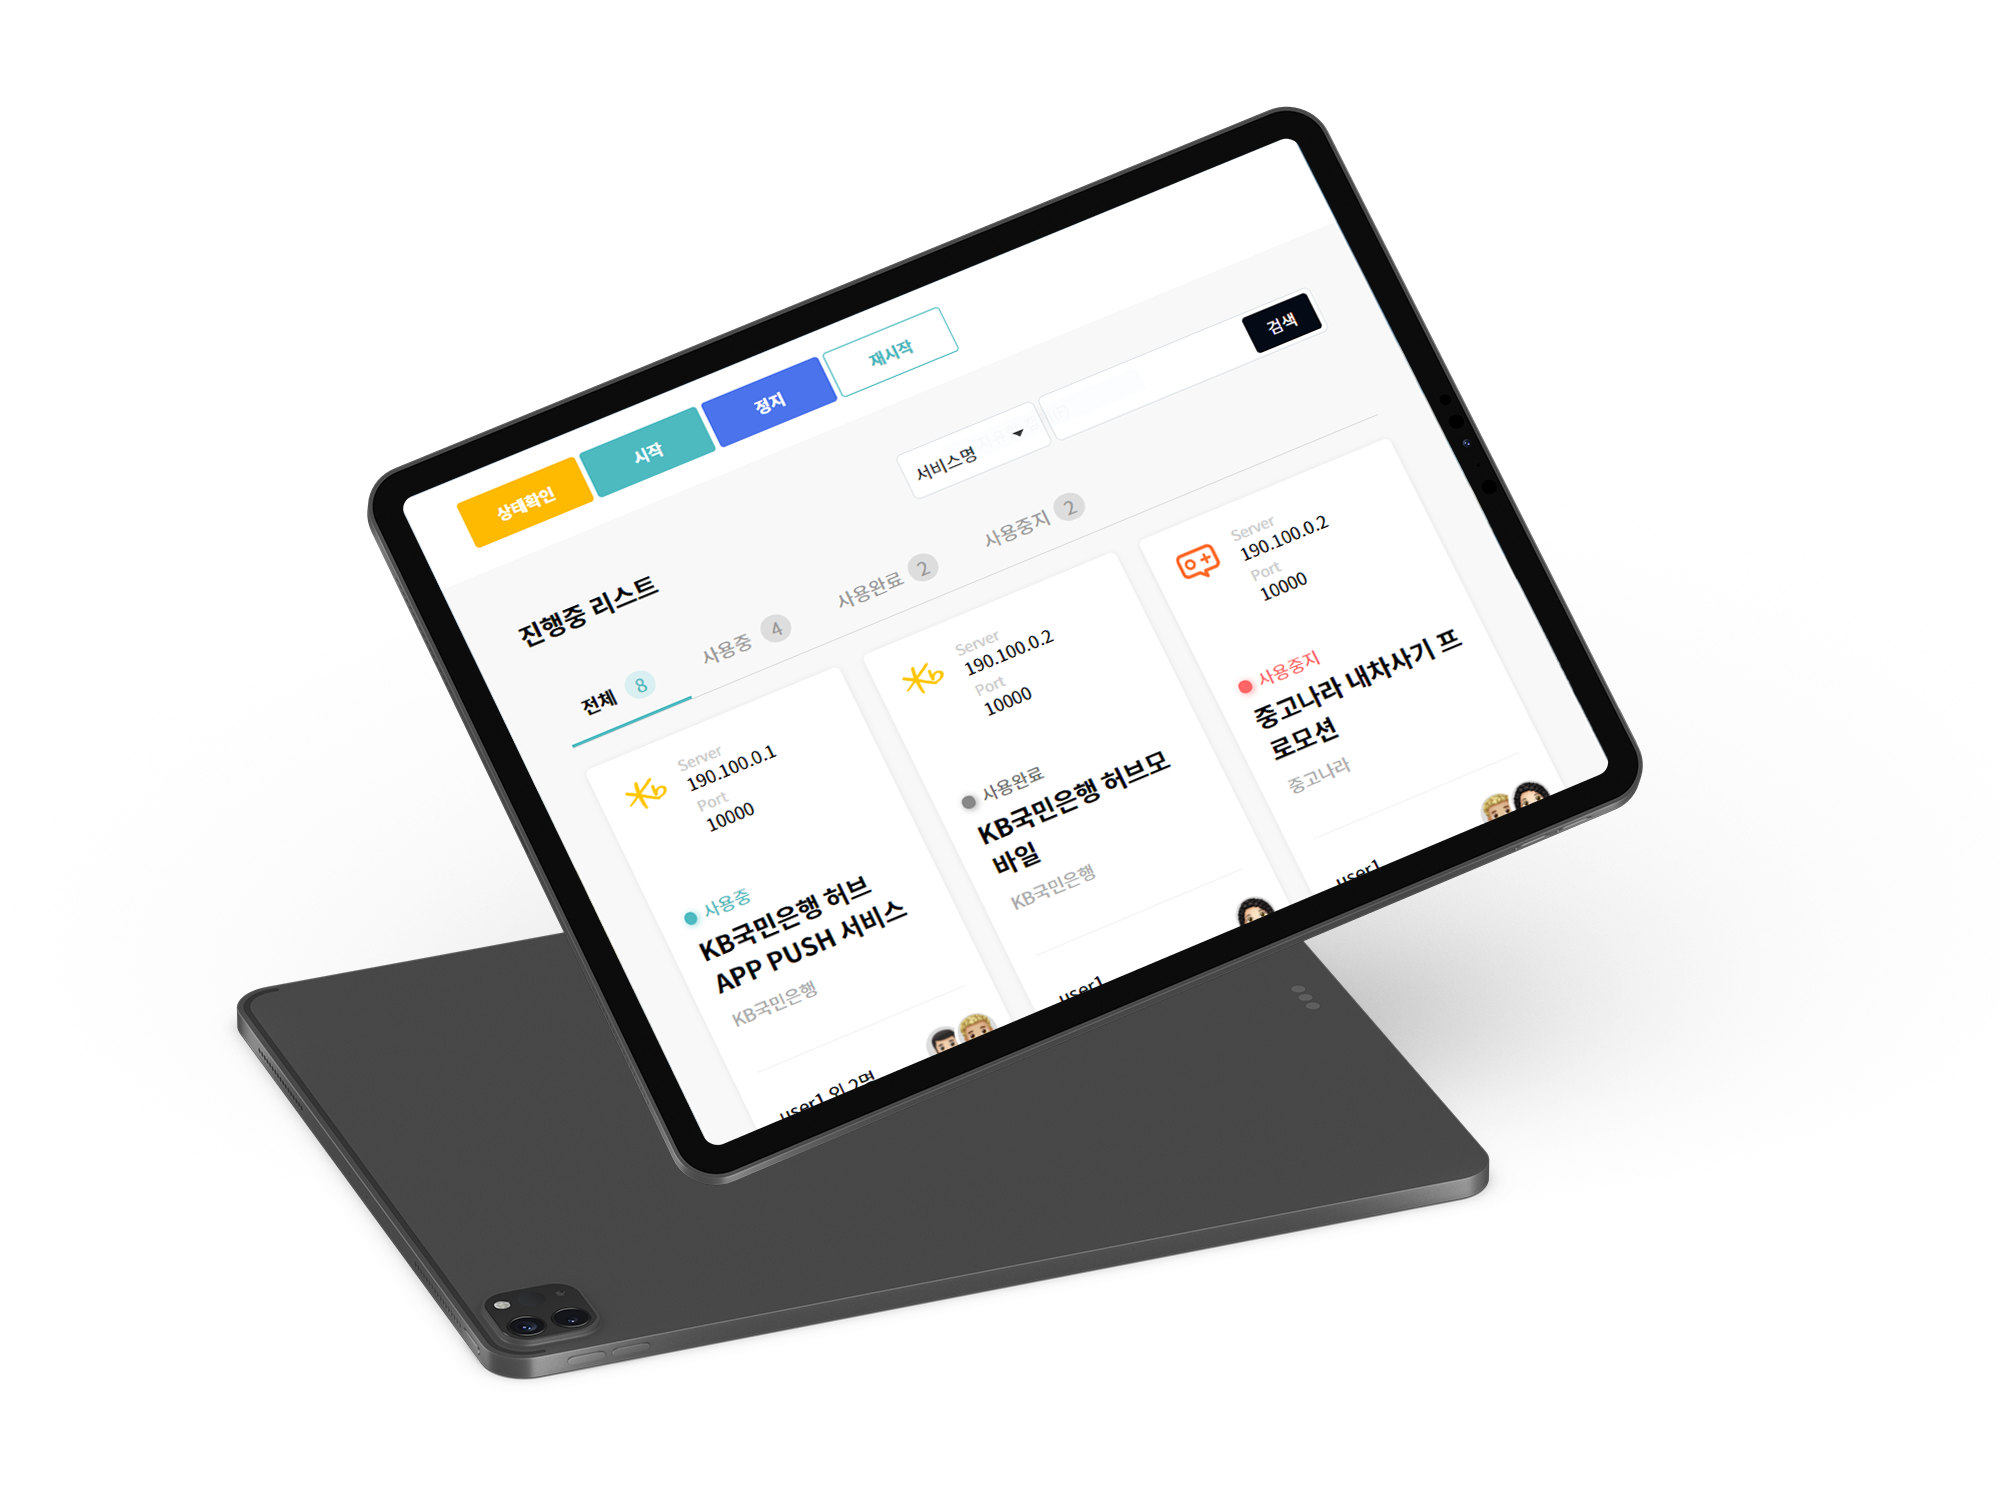 상태확인
시작
정지
재시작
서비스명
검색
진행중 리스트
전체 8
사용중 4
사용완료 2
사용중지 2
Server
190.100.0.1
Port
10000
사용중
KB국민은행 허브
APP PUSH 서비스
KB국민은행
user1 외 2명
Server
190.100.0.2
Port
10000
사용완료
KB국민은행 허브모
바일
KB국민은행
user1
Server
190.100.0.2
Port
10000
사용중지
중고나라 내차사기 프
로모션
중고나라
user1